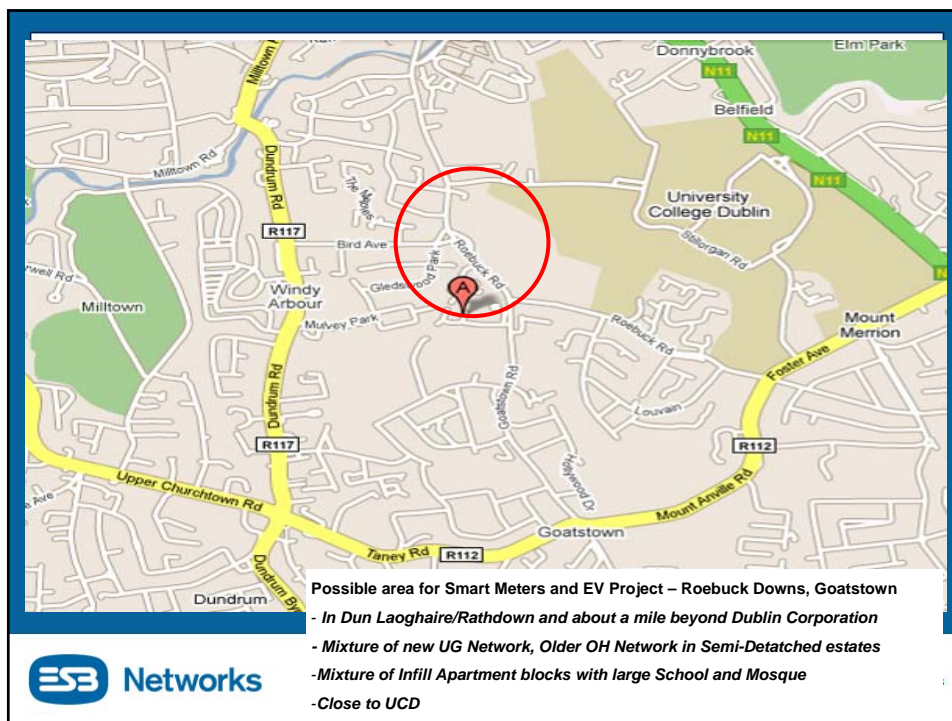 Donnybrook
Elm Park
N11
Belfield
N11
Milltown Rd
Milltown Rd
Dundrum Rd
The Maples
University
College Dublin
N11
R117
Bird Ave
Roebuck Rd
Stillorgan Rd
Gledswood Park
A
Milltown
Windy
Arbour
Mulvey Park
Roebuck Rd
Mount
Merrion
Foster Ave
Goatstown Rd
Louvain
Dundrum Rd
R117
R112
Hollywood Dr
Upper Churchtown Rd
Mount Anville Rd
Goatstown
Taney Rd
R112
Dundrum
Possible area for Smart Meters and EV Project – Roebuck Downs, Goatstown
- In Dun Laoghaire/Rathdown and about a mile beyond Dublin Corporation
- Mixture of new UG Network, Older OH Network in Semi-Detatched estates
-Mixture of Infill Apartment blocks with large School and Mosque
-Close to UCD
ESB Networks